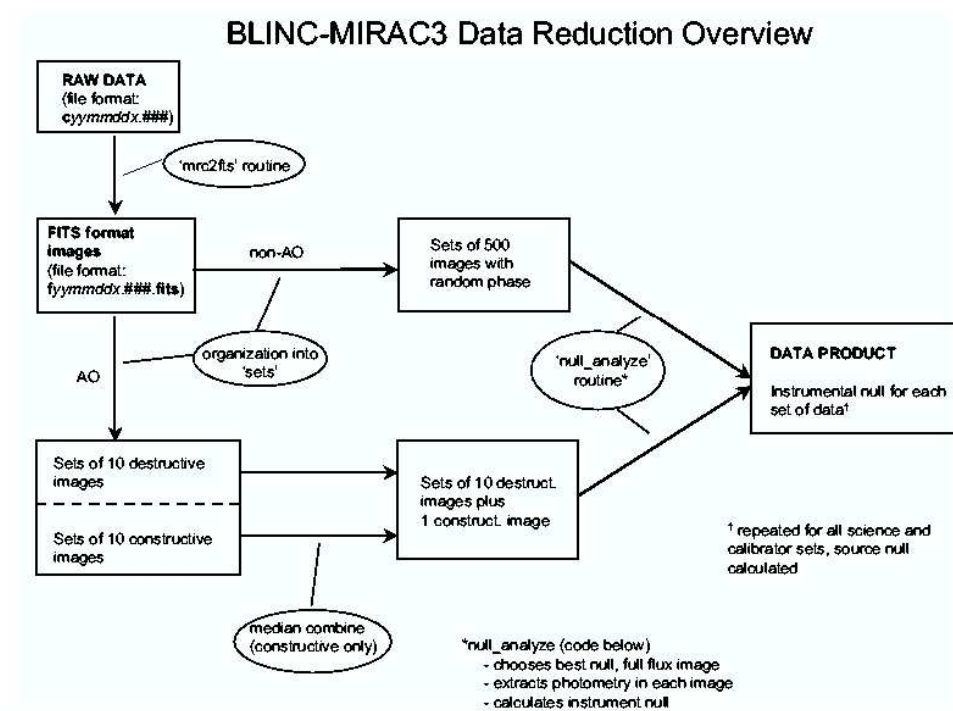 BLINC-MIRAC3 Data Reduction Overview
RAW DATA
(file format:
cyymmddx.###)
'mrc2fts' routine
FITS format
images
(file format:
fyymmddx.###.fits)
non-AO
Sets of 500
images with
random phase
organization into
'sets'
AO
'null_analyze'
routine*
DATA PRODUCT
Instrumental null for each
set of data†
Sets of 10 destructive
images
Sets of 10 constructive
images
Sets of 10 destruct.
images plus
1 construct. image
† repeated for all science and
calibrator sets, source null
calculated
median combine
(constructive only)
*null_analyze (code below)
- chooses best null, full flux image
- extracts photometry in each image
- calculates instrument null